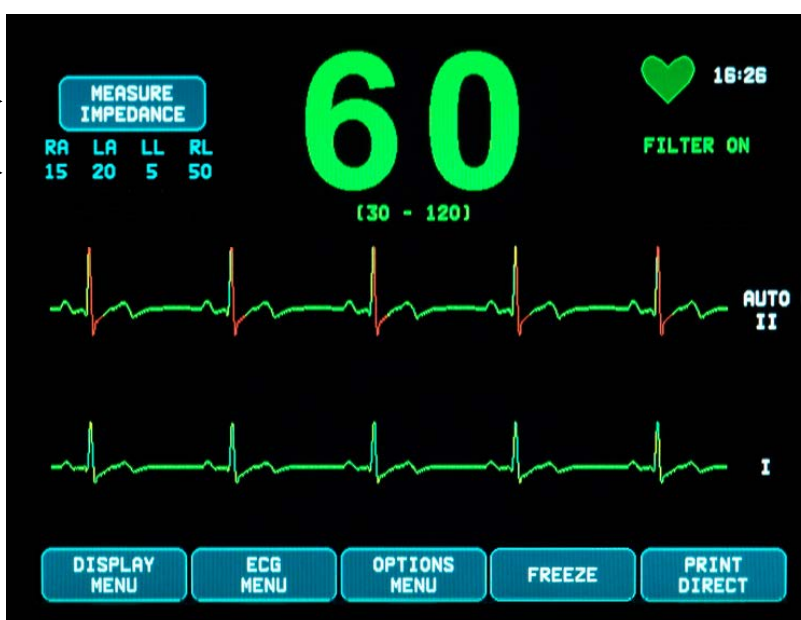 60
16:26
MEASURE
IMPEDANCE
RA LA LL RL
15 20 5 50
FILTER ON
(30 - 120)
AUTO
II
I
DISPLAY
MENU
ECG
MENU
OPTIONS
MENU
FREEZE
PRINT
DIRECT